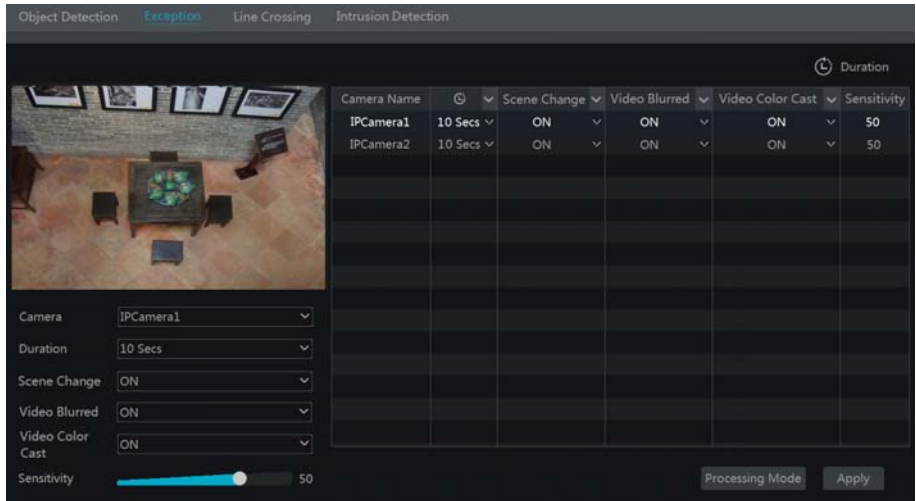 Object Detection Exception Line Crossing Intrusion Detection
Duration
Camera Name Scene Change Video Blurred Video Color Cast Sensitivity
IPCamera1 10 Secs ON ON ON 50
IPCamera2 10 Secs ON ON ON 50
Camera IPCamera1
Duration 10 Secs
Scene Change ON
Video Blurred ON
Video Color
Cast ON
Sensitivity 50
Processing Mode Apply